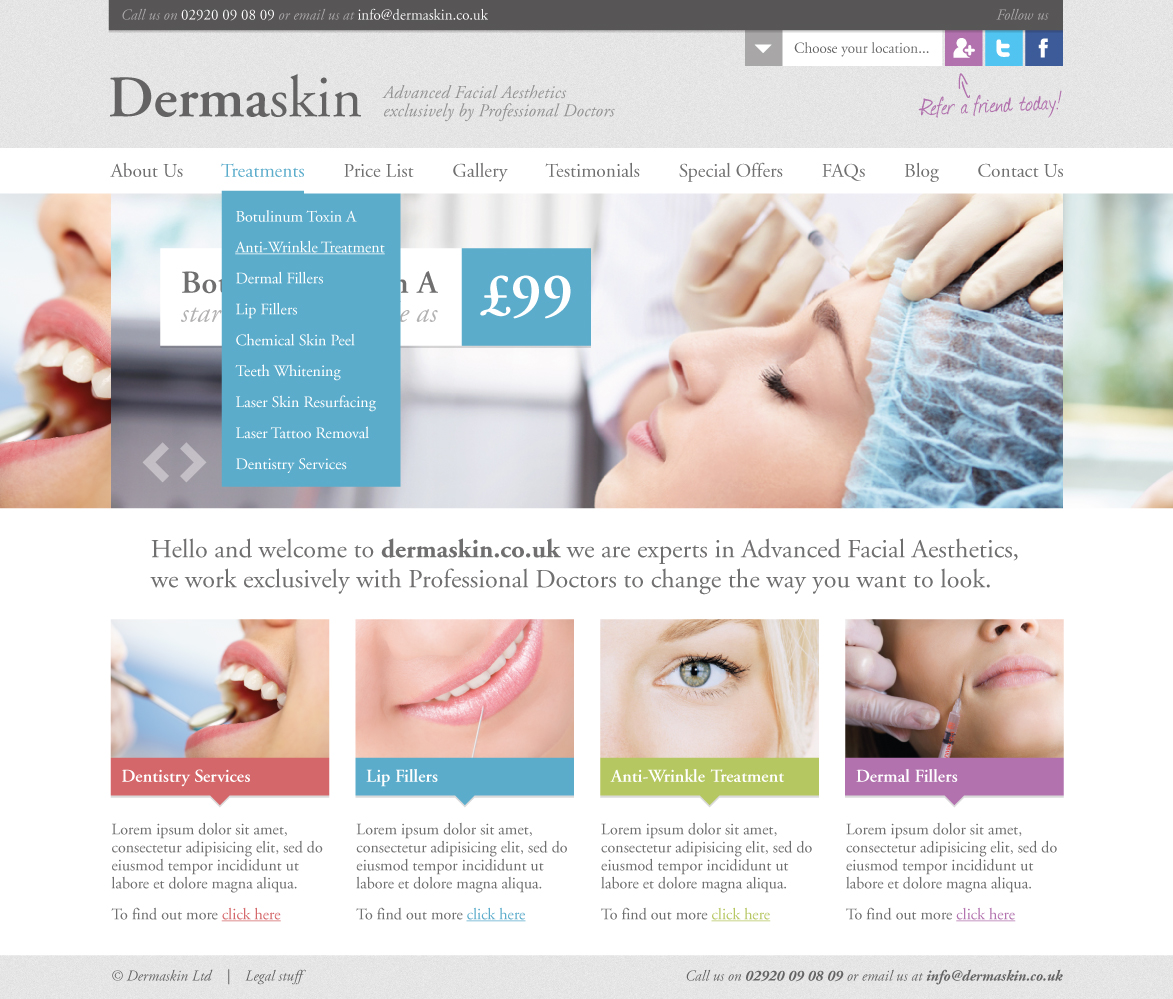 Call us on 02920 09 08 09 or email us at info@dermaskin.co.uk
Follow us
Choose your location...
Dermaskin
Advanced Facial Aesthetics
exclusively by Professional Doctors
Refer a friend today!
About Us
Treatments
Price List
Gallery
Testimonials
Special Offers
FAQs
Blog
Contact Us
Botulinum Toxin A
Anti-Wrinkle Treatment
Dermal Fillers
Lip Fillers
Chemical Skin Peel
Teeth Whitening
Laser Skin Resurfacing
Laser Tattoo Removal
Dentistry Services
A
as
£99
Hello and welcome to dermaskin.co.uk we are experts in Advanced Facial Aesthetics,
we work exclusively with Professional Doctors to change the way you want to look.
Dentistry Services
Lorem ipsum dolor sit amet,
consectetur adipisicing elit, sed do
eiusmod tempor incididunt ut
labore et dolore magna aliqua.
To find out more click here
Lip Fillers
Lorem ipsum dolor sit amet,
consectetur adipisicing elit, sed do
eiusmod tempor incididunt ut
labore et dolore magna aliqua.
To find out more click here
Anti-Wrinkle Treatment
Lorem ipsum dolor sit amet,
consectetur adipisicing elit, sed do
eiusmod tempor incididunt ut
labore et dolore magna aliqua.
To find out more click here
Dermal Fillers
Lorem ipsum dolor sit amet,
consectetur adipisicing elit, sed do
eiusmod tempor incididunt ut
labore et dolore magna aliqua.
To find out more click here
© Dermaskin Ltd | Legal stuff
Call us on 02920 09 08 09 or email us at info@dermaskin.co.uk